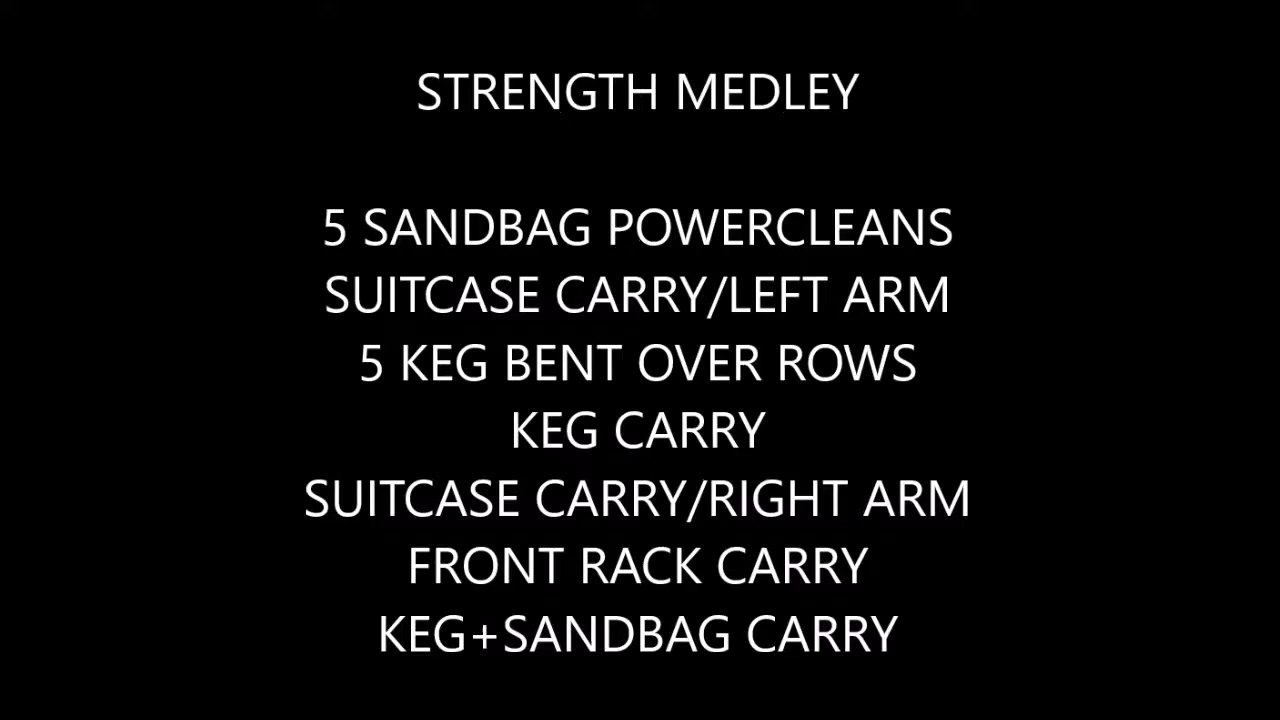 STRENGTH MEDLEY
5 SANDBAG POWERCLEANS
SUITCASE CARRY/LEFT ARM
5 KEG BENT OVER ROWS
KEG CARRY
SUITCASE CARRY/RIGHT ARM
FRONT RACK CARRY
KEG+SANDBAG CARRY